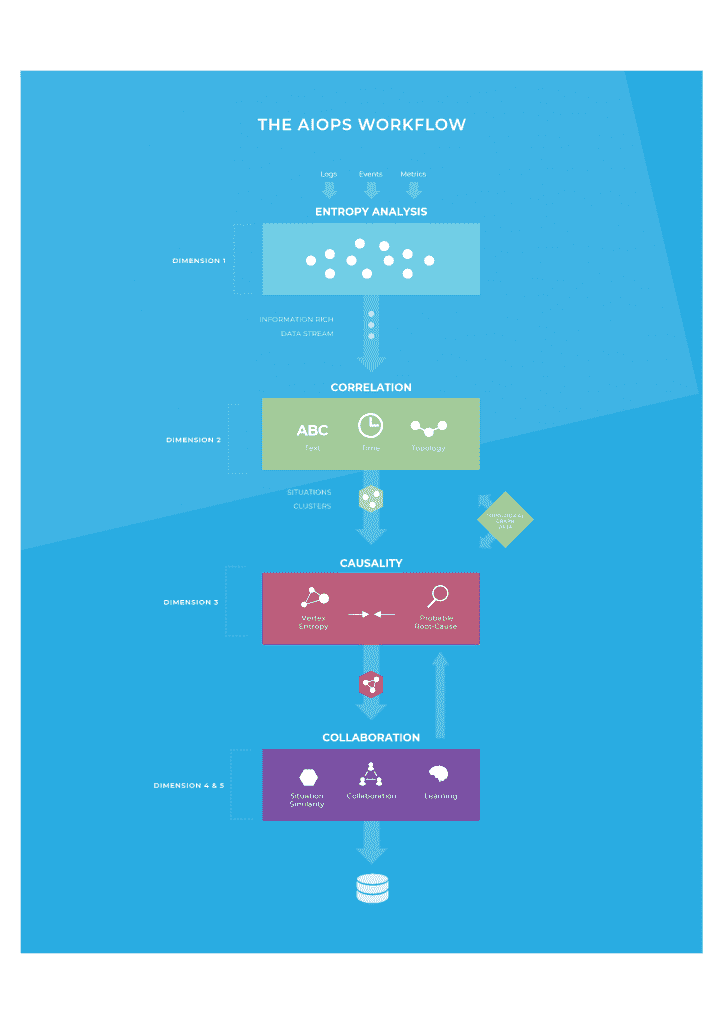 THE AIOPS WORKFLOW
Logs Events Metrics
ENTROPY ANALYSIS
DIMENSION 1
INFORMATION RICH
DATA STREAM
CORRELATION
ABC
DIMENSION 2
Text Time Topology
SITUATIONS
CLUSTERS
DATA
CAUSALITY
DIMENSION 3
Vertex
Entropy
Probable
Root-Cause
COLLABORATION
DIMENSION 4 & 5
Situation
Similarity
Collaboration
Learning